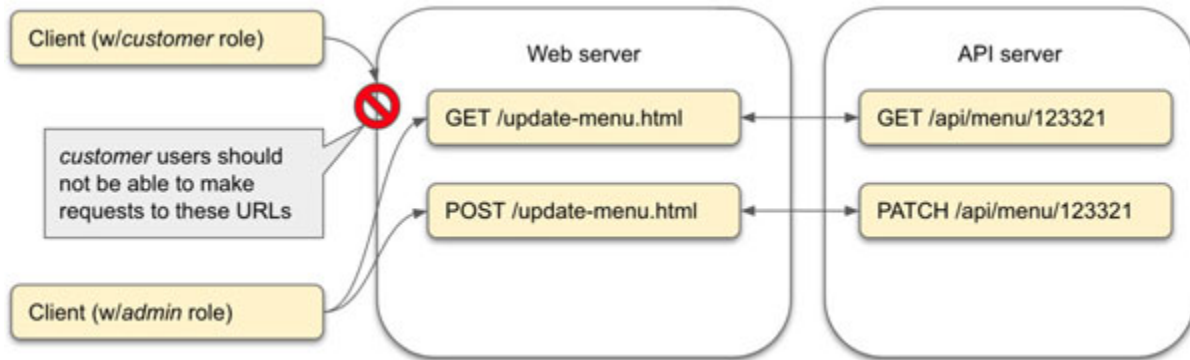 Client (w/customer role)
Web server
API server
GET /update-menu.html
GET /api/menu/123321
customer users should
not be able to make
requests to these URLs
POST /update-menu.html
PATCH /api/menu/123321
Client (w/admin role)